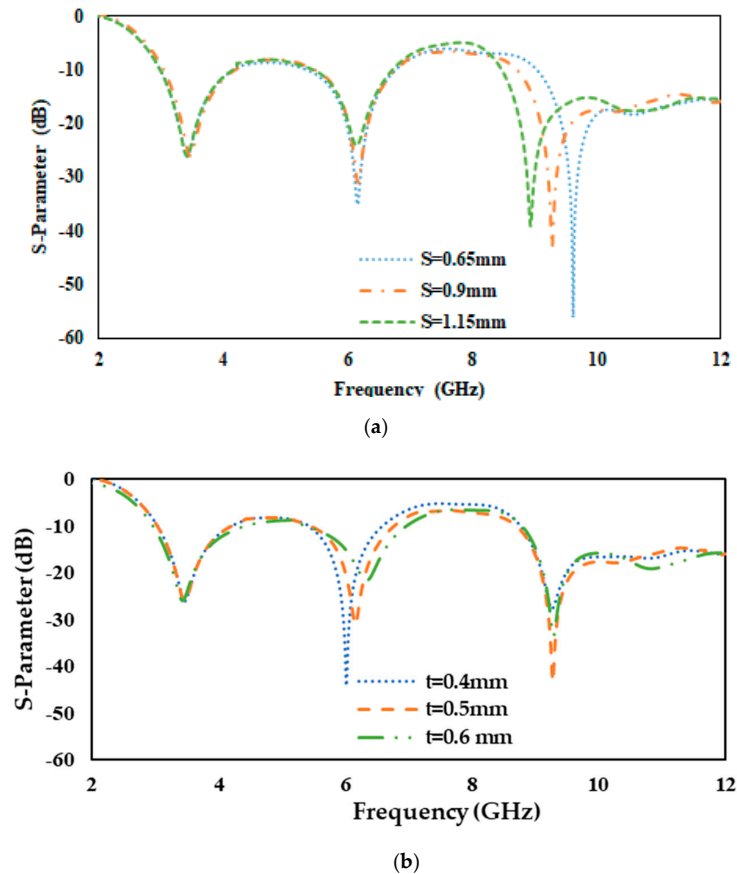 0
-10
-20
-30
-40
-50
-60
S-Parameter (dB)
S=0.65mm
S=0.9mm
S=1.15mm
2 4 6 8 10 12
Frequency (GHz)
(a)
0
-10
-20
-30
-40
-50
-60
S-Parameter (dB)
t=0.4mm
t=0.5mm
t=0.6 mm
2 4 6 8 10 12
Frequency (GHz)
(b)